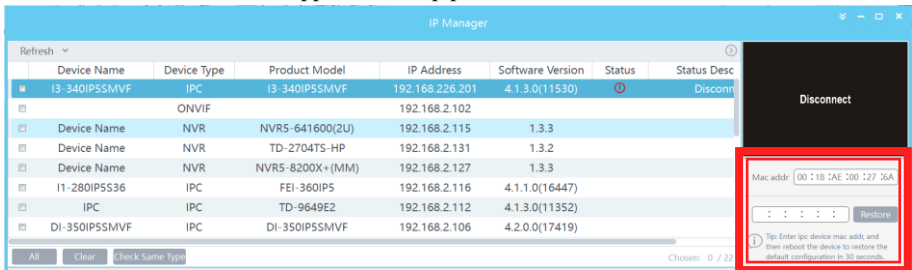 IP Manager
Refresh
Device Name Device Type Product Model IP Address Software Version Status Status Desc
I3-340IP5SMVF IPC I3-340IP5SMVF 192.168.226.201 4.1.3.0(11530) Disconn
ONVIF 192.168.2.102
Device Name NVR NVR5-641600(2U) 192.168.2.115 1.3.3
Device Name NVR TD-2704TS-HP 192.168.2.131 1.3.2
Device Name NVR NVR5-8200X+(MM) 192.168.2.127 1.3.3
I1-280IP5S36 IPC FEI-360IP5 192.168.2.116 4.1.1.0(16447)
IPC TD-9649E2 192.168.2.112 4.1.3.0(11352)
DI-350IP5SMVF IPC DI-350IP5SMVF 192.168.2.106 4.2.0.0(17419)
All Clear Check Same Type Chosen: 0 / 22
Disconnect
Mac addr 00 :18 :AE :00 :27 :6A
: : : : : Restore
Tip: Enter ipc device mac addr, and
then reboot the device to restore the
default configuration in 30 seconds.